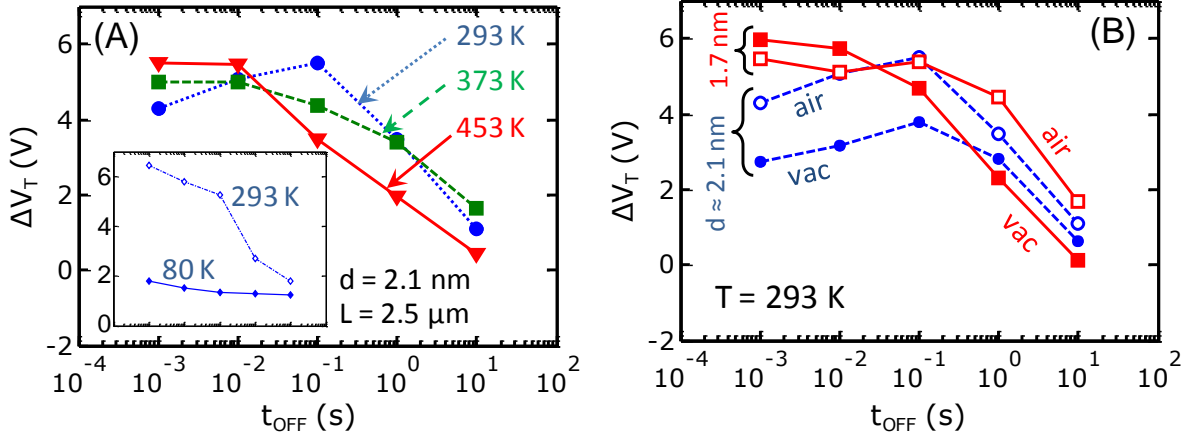 (A)
293 K
373 K
453 K
6
4
2
0
-2
ΔV_T (V)
6
4
2
0
293 K
80 K
d = 2.1 nm
L = 2.5 μm
10^-4 10^-3 10^-2 10^-1 10^0 10^1 10^2
t_OFF (s)
(B)
6
4
2
0
-2
ΔV_T (V)
1.7 nm
d ≈ 2.1 nm
air
vac
air
vac
T = 293 K
10^-4 10^-3 10^-2 10^-1 10^0 10^1 10^2
t_OFF (s)